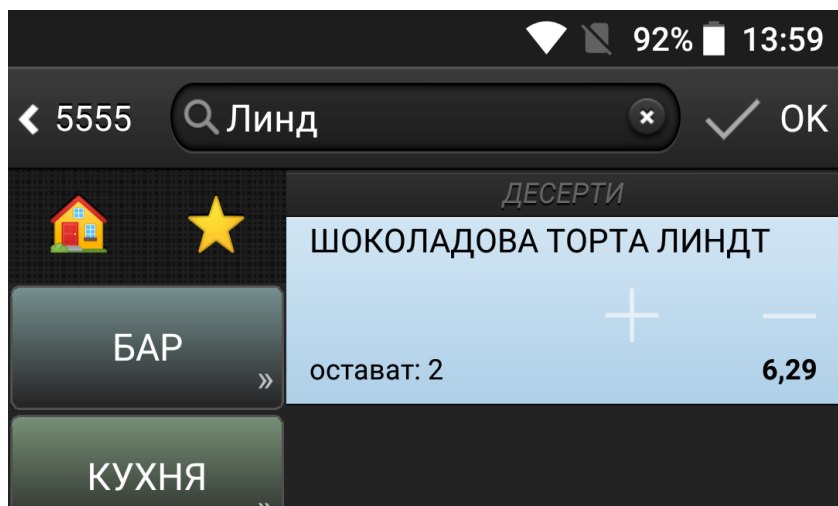 92% 13:59
5555 Линд OK
ДЕСЕРТИ
ШОКОЛАДОВА ТОРТА ЛИНДТ
остават: 2 6,29
БАР »
КУХНЯ »